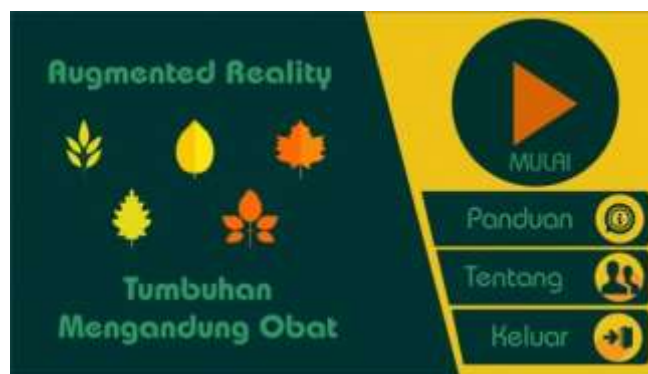 Augmented Reality
Tumbuhan
Mengandung Obat
MULAI
Panduan
Tentang
Keluar